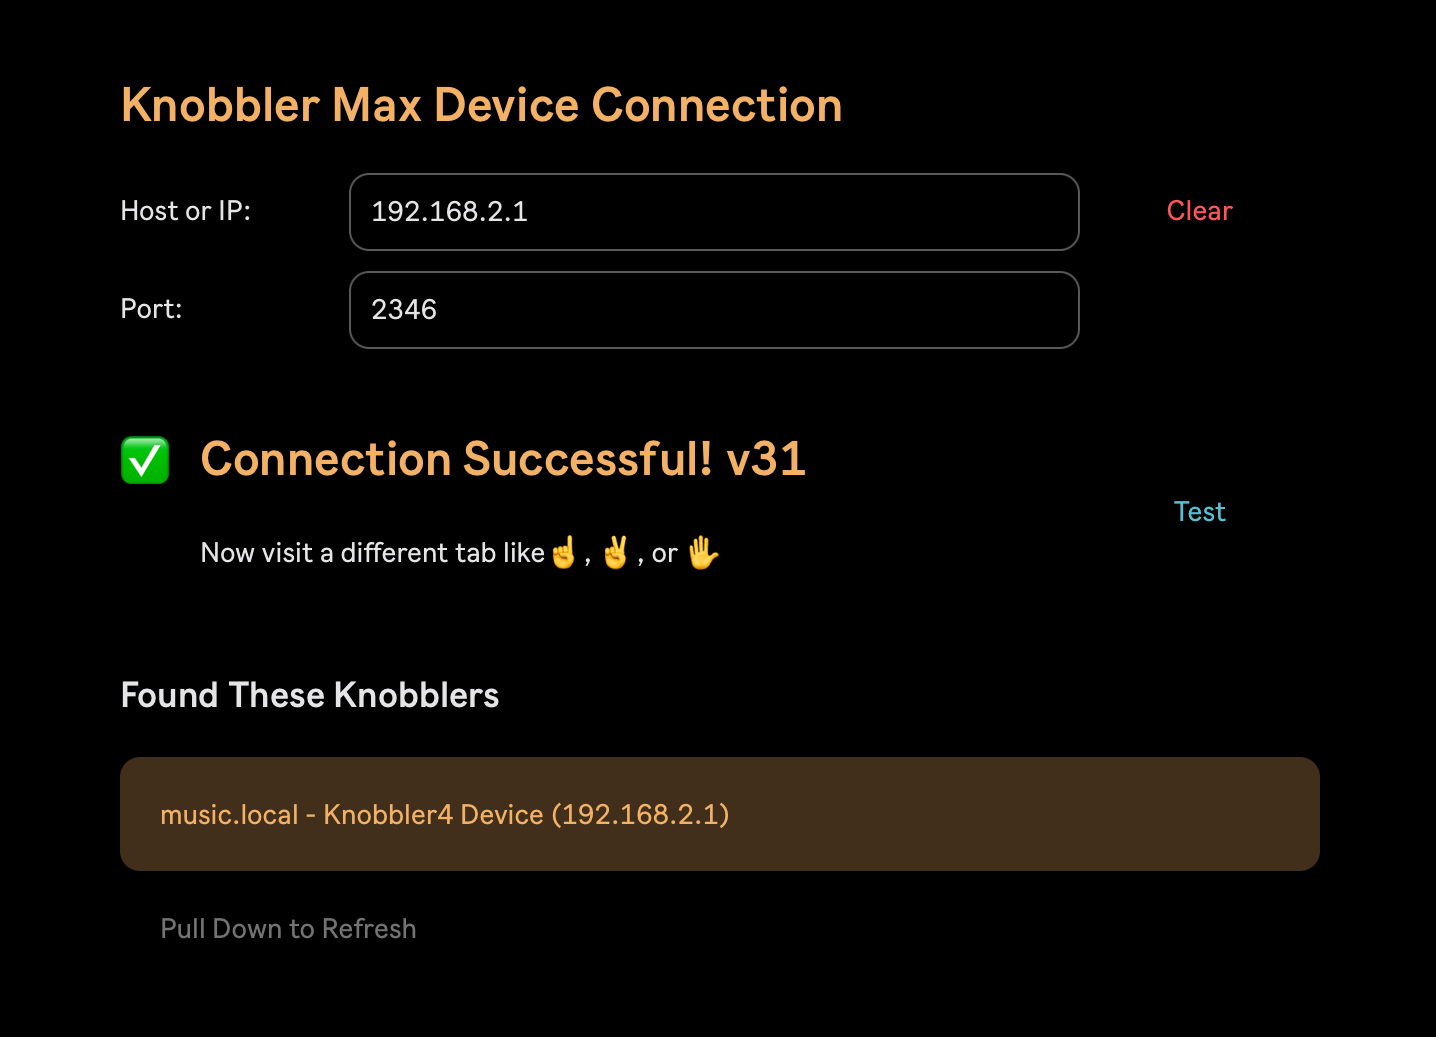 Knobbler Max Device Connection
Host or IP: 192.168.2.1 Clear
Port: 2346
✅ Connection Successful! v31
Test
Now visit a different tab like☝️, ✌️, or 🖐️
Found These Knobblers
music.local - Knobbler4 Device (192.168.2.1)
Pull Down to Refresh